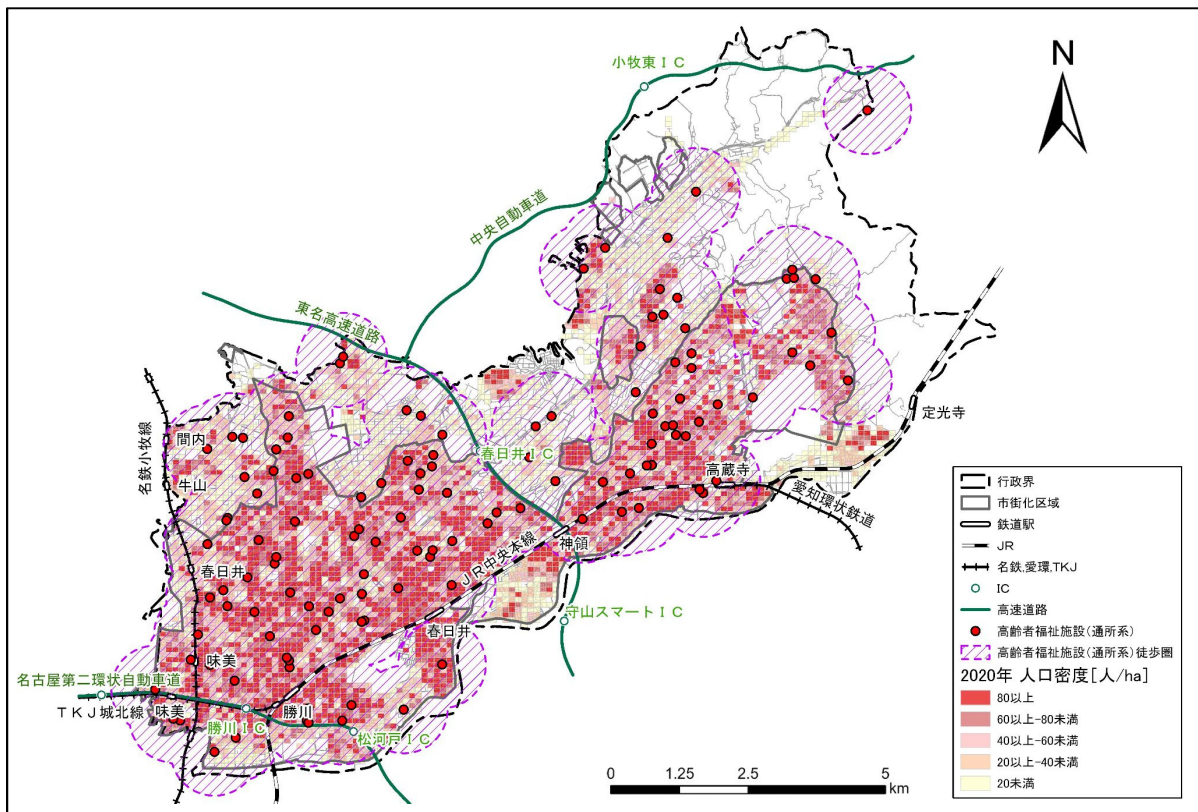 小牧東ＩＣ
N
中央自動車道
東名高速道路
名鉄小牧線
間内
牛山
春日井ＩＣ
定光寺
高蔵寺
愛知環状鉄道
神領
ＪＲ中央本線
春日井
守山スマートＩＣ
春日井
味美
名古屋第二環状自動車道
ＴＫＪ城北線
味美
勝川ＩＣ
勝川
松河戸ＩＣ
0 1.25 2.5 5
km
行政界
市街化区域
鉄道駅
JR
名鉄,愛環,TKJ
IC
高速道路
高齢者福祉施設(通所系)
高齢者福祉施設(通所系)徒歩圏
2020年 人口密度[人/ha]
80以上
60以上-80未満
40以上-60未満
20以上-40未満
20未満